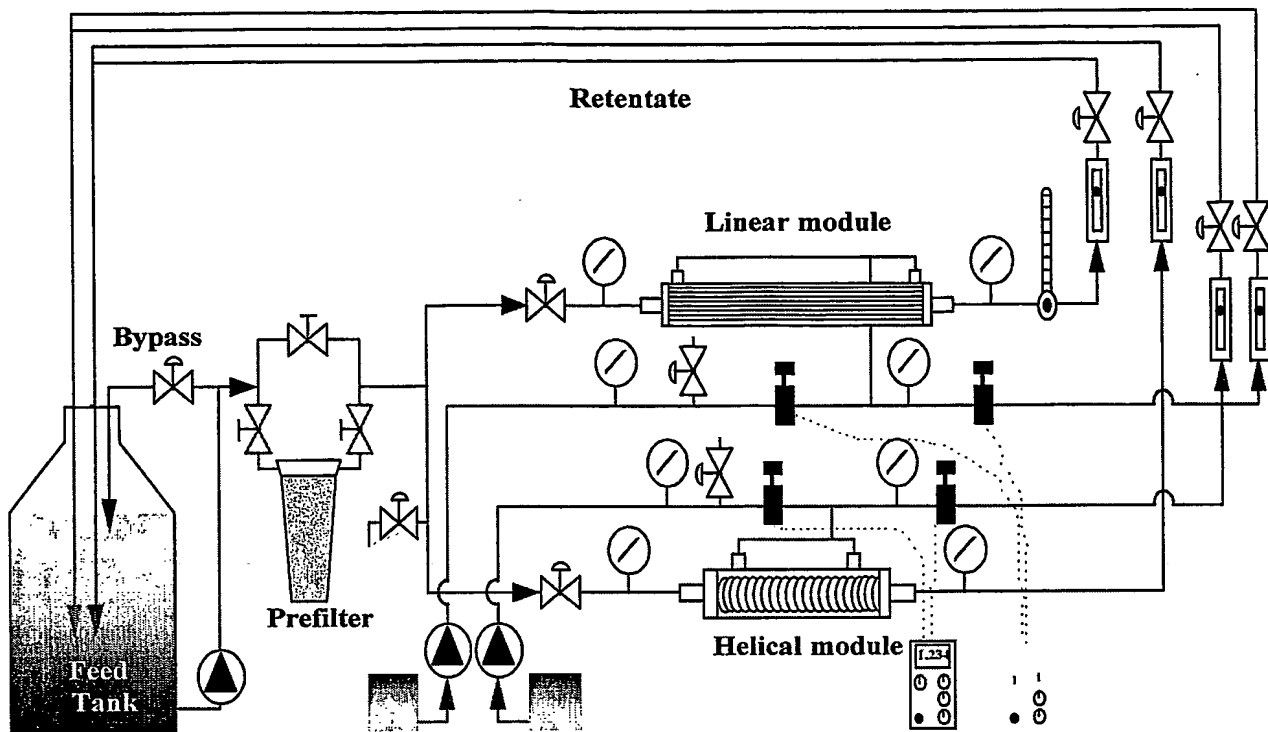 Retentate
Linear module
Bypass
Prefilter
Helical module
1.234
Feed
Tank